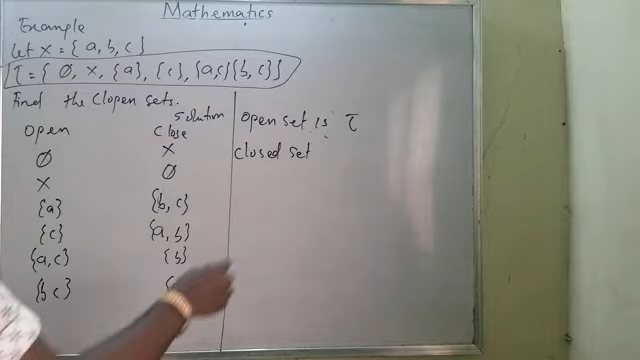 Mathematics
Example
Let X = { a, b, c }
τ = { Ø, X, {a}, {c}, {a,c} {b, c} }
Find the Clopen sets.
Solution
Open Close
Ø X
X Ø
{a} {b, c}
{c} {a, b}
{a, c} {b}
{b c} {
Open set is τ
Closed set